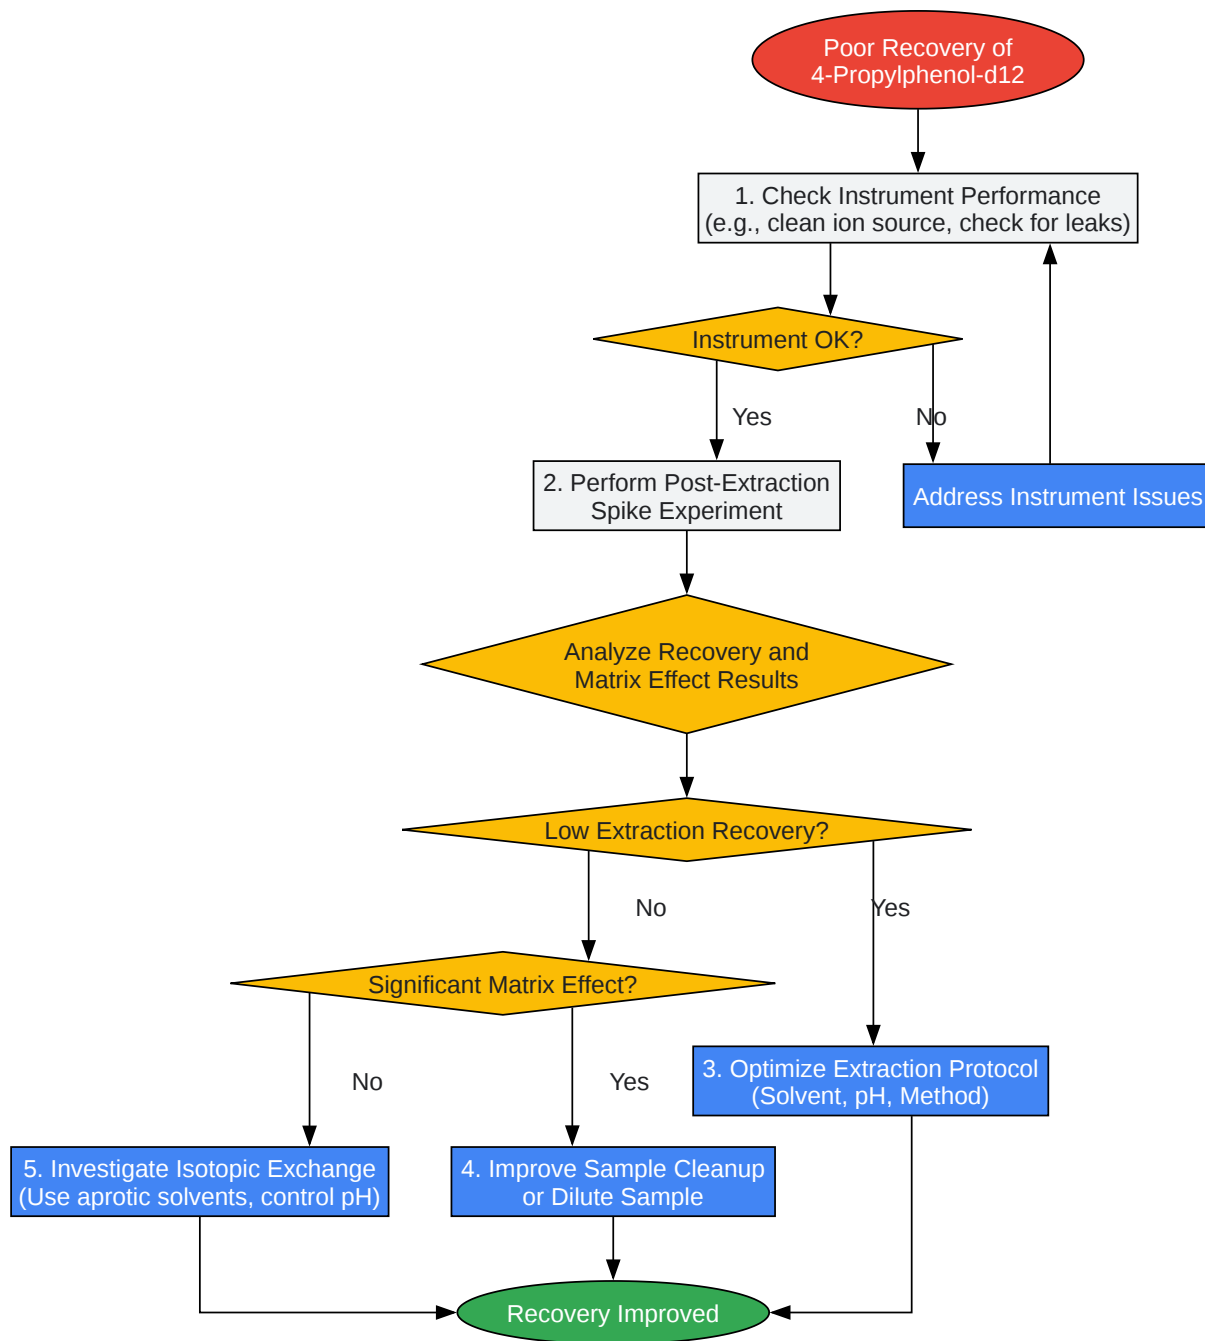 Poor Recovery of
4-Propylphenol-d12
1. Check Instrument Performance
(e.g., clean ion source, check for leaks)
Instrument OK?
Yes
No
2. Perform Post-Extraction
Spike Experiment
Address Instrument Issues
Analyze Recovery and
Matrix Effect Results
Low Extraction Recovery?
No
Yes
Significant Matrix Effect?
No
Yes
3. Optimize Extraction Protocol
(Solvent, pH, Method)
5. Investigate Isotopic Exchange
(Use aprotic solvents, control pH)
4. Improve Sample Cleanup
or Dilute Sample
Recovery Improved